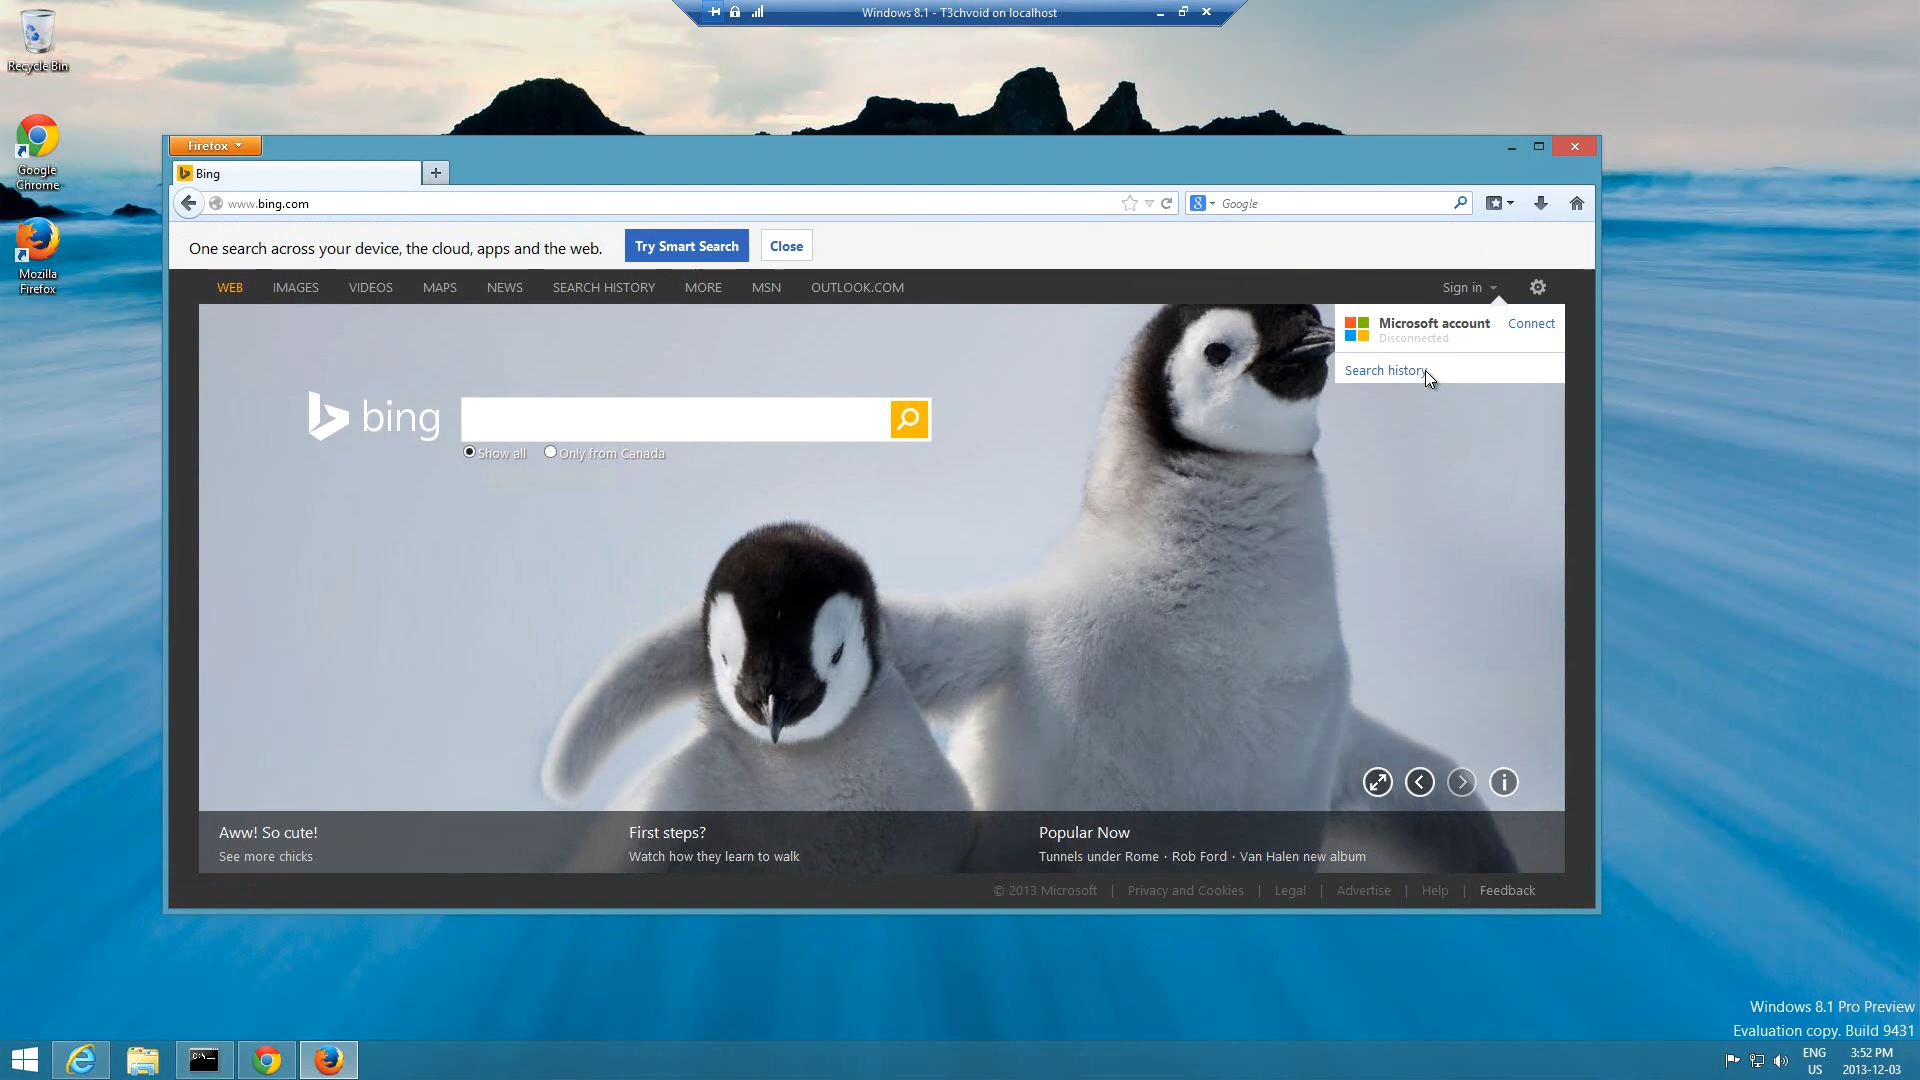 Windows 8.1 - T3chvoid on localhost
Recycle Bin
Google
Chrome
Mozilla
Firefox
Firefox
Bing
www.bing.com
Google
One search across your device, the cloud, apps and the web.
Try Smart Search
Close
WEB
IMAGES
VIDEOS
MAPS
NEWS
SEARCH HISTORY
MORE
MSN
OUTLOOK.COM
Sign in
Microsoft account
Connect
Disconnected
Search history
bing
Show all
Only from Canada
Aww! So cute!
See more chicks
First steps?
Watch how they learn to walk
Popular Now
Tunnels under Rome · Rob Ford · Van Halen new album
© 2013 Microsoft | Privacy and Cookies | Legal | Advertise | Help | Feedback
Windows 8.1 Pro Preview
Evaluation copy. Build 9431
C:\
ENG
US
3:52 PM
2013-12-03